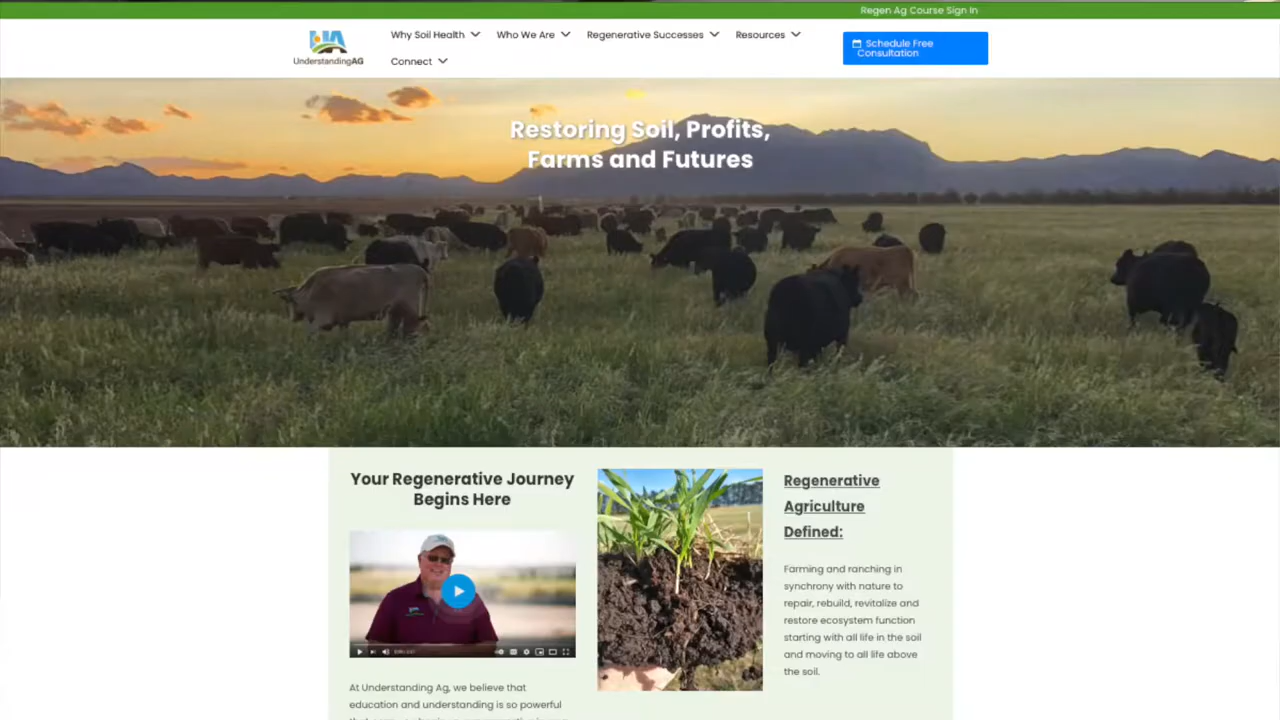 Regen Ag Course Sign In
UnderstandingAG
Why Soil Health
Who We Are
Regenerative Successes
Resources
Connect
Schedule Free
Consultation
Restoring Soil, Profits,
Farms and Futures
Your Regenerative Journey
Begins Here
At Understanding Ag, we believe that
education and understanding is so powerful
Regenerative
Agriculture
Defined:
Farming and ranching in
synchrony with nature to
repair, rebuild, revitalize and
restore ecosystem function
starting with all life in the soil
and moving to all life above
the soil.